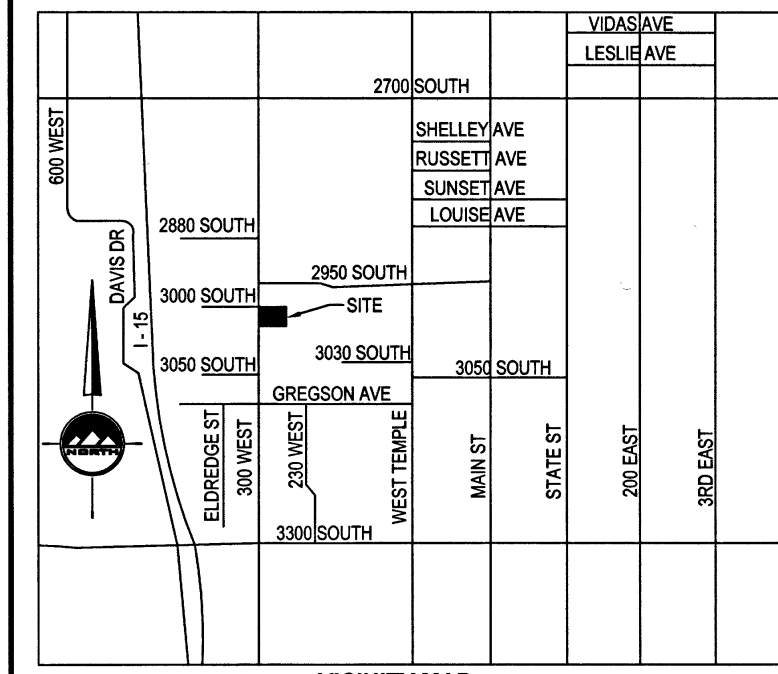 VIDAS AVE
LESLIE AVE
2700 SOUTH
600 WEST
SHELLEY AVE
RUSSETT AVE
SUNSET AVE
LOUISE AVE
2880 SOUTH
DAVIS DR
2950 SOUTH
3000 SOUTH
SITE
I - 15
3030 SOUTH
3050 SOUTH
3050 SOUTH
GREGSON AVE
NORTH
ELDREDGE ST
300 WEST
230 WEST
WEST TEMPLE
MAIN ST
STATE ST
200 EAST
3RD EAST
3300 SOUTH